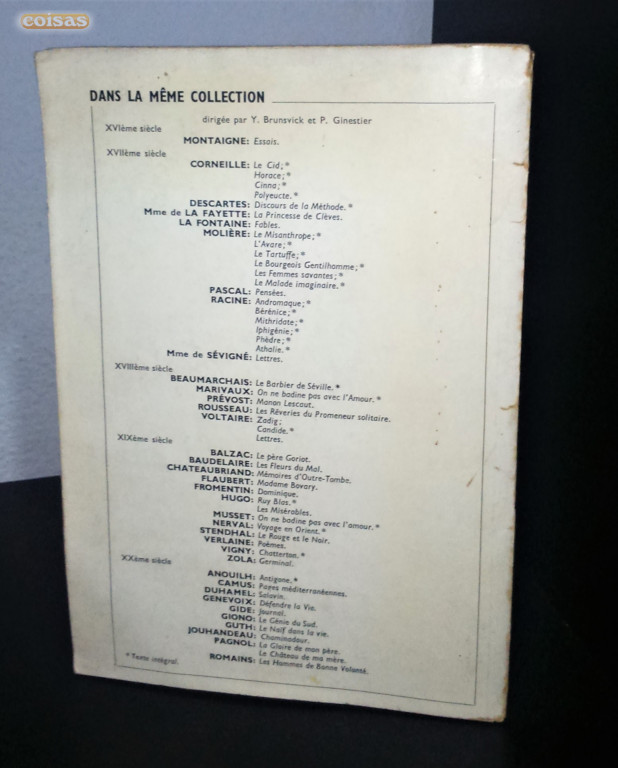 coisas
DANS LA MÊME COLLECTION
dirigée par Y. Brunsvick et P. Ginestier
XVIème siècle
MONTAIGNE: Essais.
XVIIème siècle
CORNEILLE: Le Cid;*
Horace;*
Cinna;*
Polyeucte.*
DESCARTES: Discours de la Méthode.*
Mme de LA FAYETTE: La Princesse de Clèves.
LA FONTAINE: Fables.
MOLIÈRE: Le Misanthrope;*
L'Avare;*
Le Tartuffe;*
Le Bourgeois Gentilhomme;*
Les Femmes savantes;*
Le Malade imaginaire.*
PASCAL: Pensées.
RACINE: Andromaque;*
Bérénice;*
Mithridate;*
Iphigénie;*
Phèdre;*
Athalie.*
Mme de SÉVIGNÉ: Lettres.
XVIIIème siècle
BEAUMARCHAIS: Le Barbier de Séville.*
MARIVAUX: On ne badine pas avec l'Amour.*
PRÉVOST: Manon Lescaut.
ROUSSEAU: Les Rêveries du Promeneur solitaire.
VOLTAIRE: Zadig;
Candide.*
Lettres.
XIXème siècle
BALZAC: Le père Goriot.
BAUDELAIRE: Les Fleurs du Mal.
CHATEAUBRIAND: Mémoires d'Outre-Tombe.
FLAUBERT: Madame Bovary.
FROMENTIN: Dominique.
HUGO: Ruy Blas.*
Les Misérables.
MUSSET: On ne badine pas avec l'amour.*
NERVAL: Voyage en Orient.*
STENDHAL: Le Rouge et le Noir.
VERLAINE: Poèmes.
VIGNY: Chatterton.*
ZOLA: Germinal.
XXème siècle
ANOUILH: Antigone.*
CAMUS: Pages méditerranéennes.
DUHAMEL: Salavin.
GENEVOIX: Défendre la Vie.
GIDE: Journal.
GIONO: Le Génie du Sud.
GUTH: Le Naïf dans la vie.
JOUHANDEAU: Chaminadour.
PAGNOL: La Gloire de mon père.
Le Château de ma mère.
ROMAINS: Les Hommes de Bonne Volonté.
* Texte intégral.